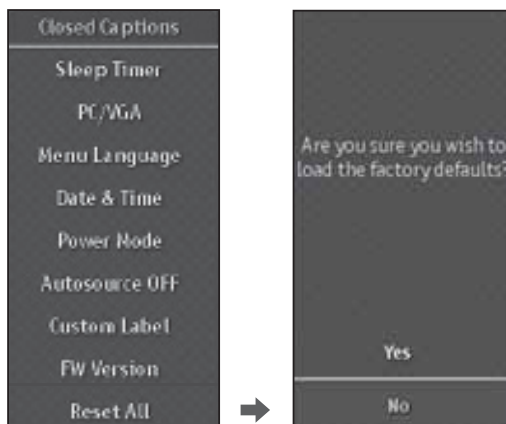 Closed Captions
Sleep Timer
PC/VGA
Menu Language
Date & Time
Power Mode
Autosource OFF
Custom Label
FW Version
Reset All
Are you sure you wish to
load the factory defaults?
Yes
No